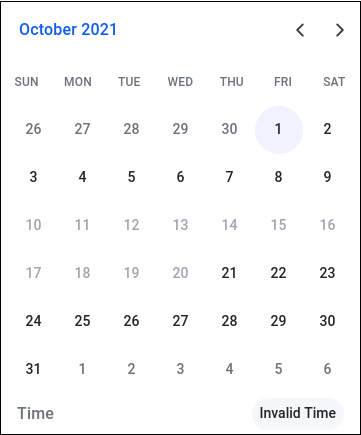 October 2021
SUN MON TUE WED THU FRI SAT
26 27 28 29 30 1 2
3 4 5 6 7 8 9
10 11 12 13 14 15 16
17 18 19 20 21 22 23
24 25 26 27 28 29 30
31 1 2 3 4 5 6
Time Invalid Time